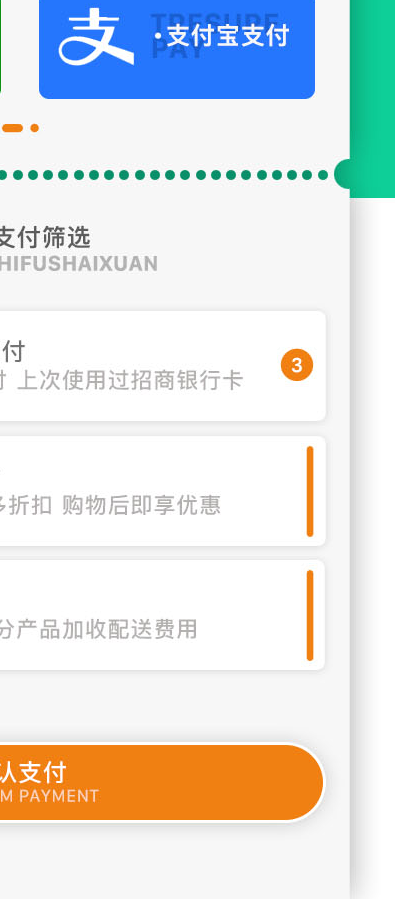 支
TRESURE
·支付宝支付
PAY
支付筛选
HIFUSHAIXUAN
付
付 上次使用过招商银行卡
3
多折扣 购物后即享优惠
分产品加收配送费用
认支付
M PAYMENT